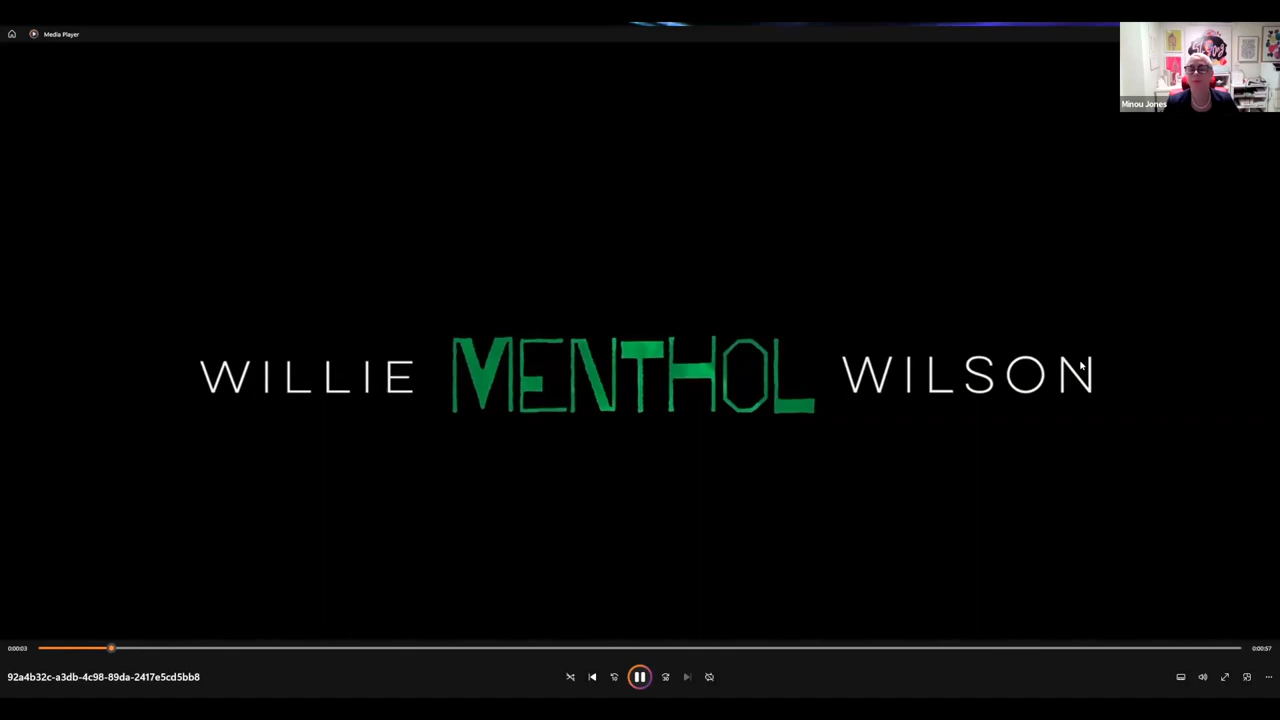 Media Player
Minou Jones
WILLIE MENTHOL WILSON
0:00:03
0:00:57
92a4b32c-a3db-4c98-89da-2417e5cd5bb8